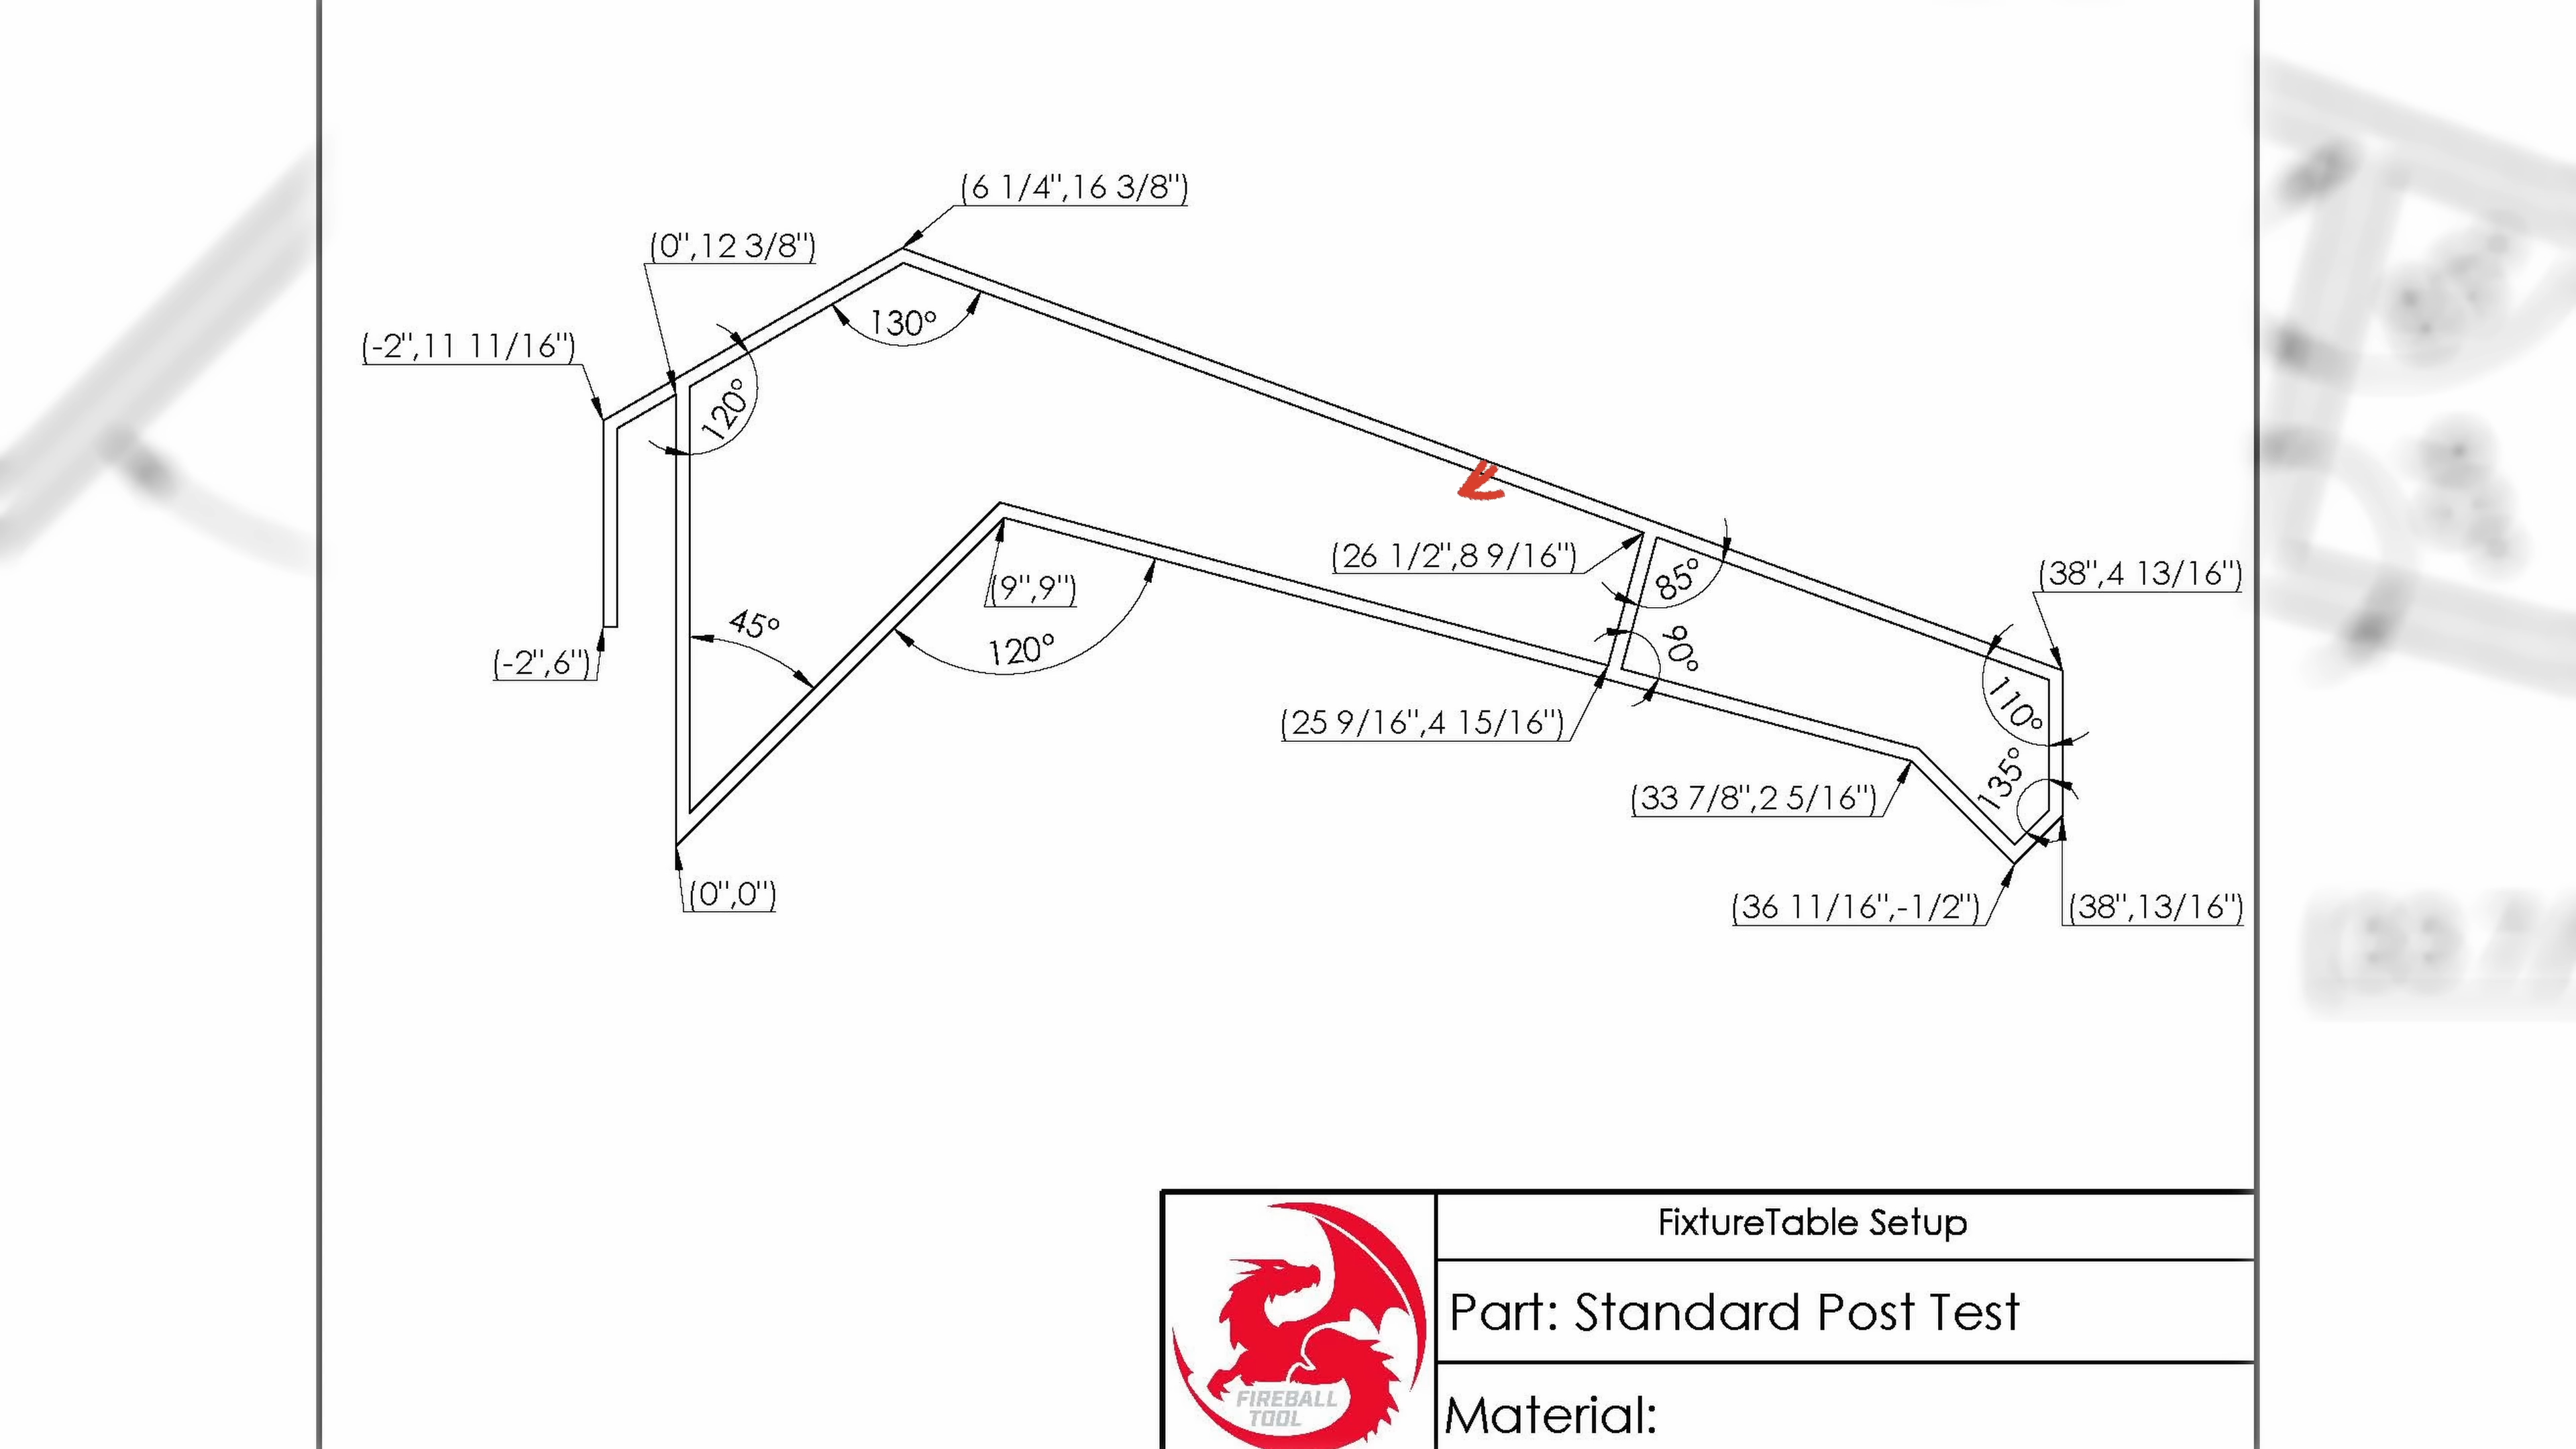 (6 1/4",16 3/8")
(0",12 3/8")
(-2",11 11/16")
130°
120°
(26 1/2",8 9/16")
85°
(38",4 13/16")
(9",9")
45°
120°
90°
(-2",6")
(25 9/16",4 15/16")
110°
135°
(33 7/8",2 5/16")
(0",0")
(36 11/16",-1/2")
(38",13/16")
FixtureTable Setup
Part: Standard Post Test
Material:
FIREBALL
TOOL